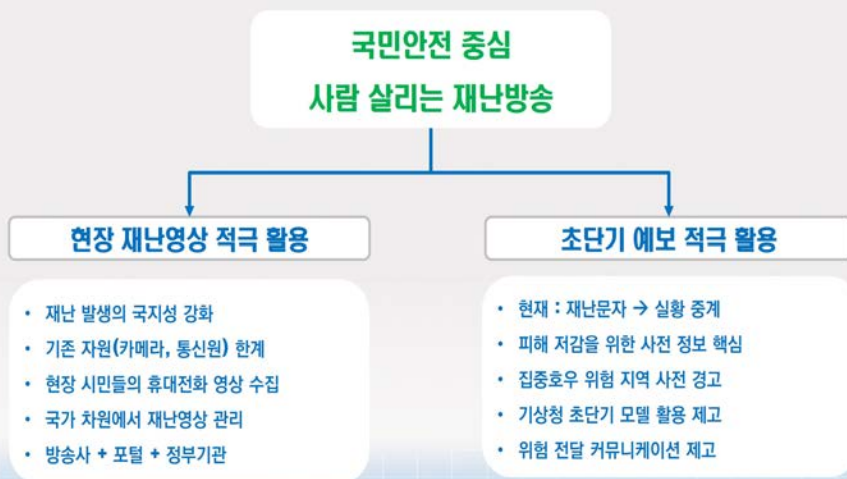 국민안전 중심
사람 살리는 재난방송
현장 재난영상 적극 활용
• 재난 발생의 국지성 강화
• 기존 자원(카메라, 통신원) 한계
• 현장 시민들의 휴대전화 영상 수집
• 국가 차원에서 재난영상 관리
• 방송사 + 포털 + 정부기관
초단기 예보 적극 활용
• 현재 : 재난문자 → 실황 중계
• 피해 저감을 위한 사전 정보 핵심
• 집중호우 위험 지역 사전 경고
• 기상청 초단기 모델 활용 제고
• 위험 전달 커뮤니케이션 제고